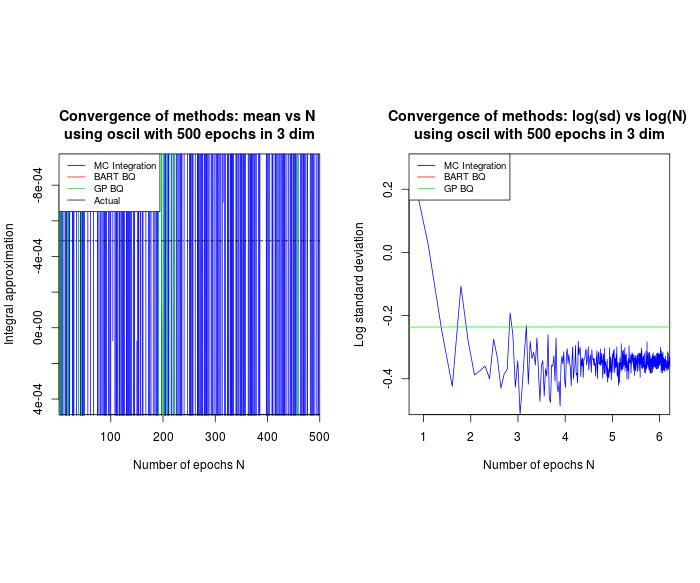 Convergence of methods: mean vs N
using oscil with 500 epochs in 3 dim
MC Integration
BART BQ
GP BQ
Actual
Integral approximation
-8e-04
-4e-04
0e+00
4e-04
100 200 300 400 500
Number of epochs N
Convergence of methods: log(sd) vs log(N)
using oscil with 500 epochs in 3 dim
MC Integration
BART BQ
GP BQ
Log standard deviation
0.2
0.0
-0.2
-0.4
1 2 3 4 5 6
Number of epochs N